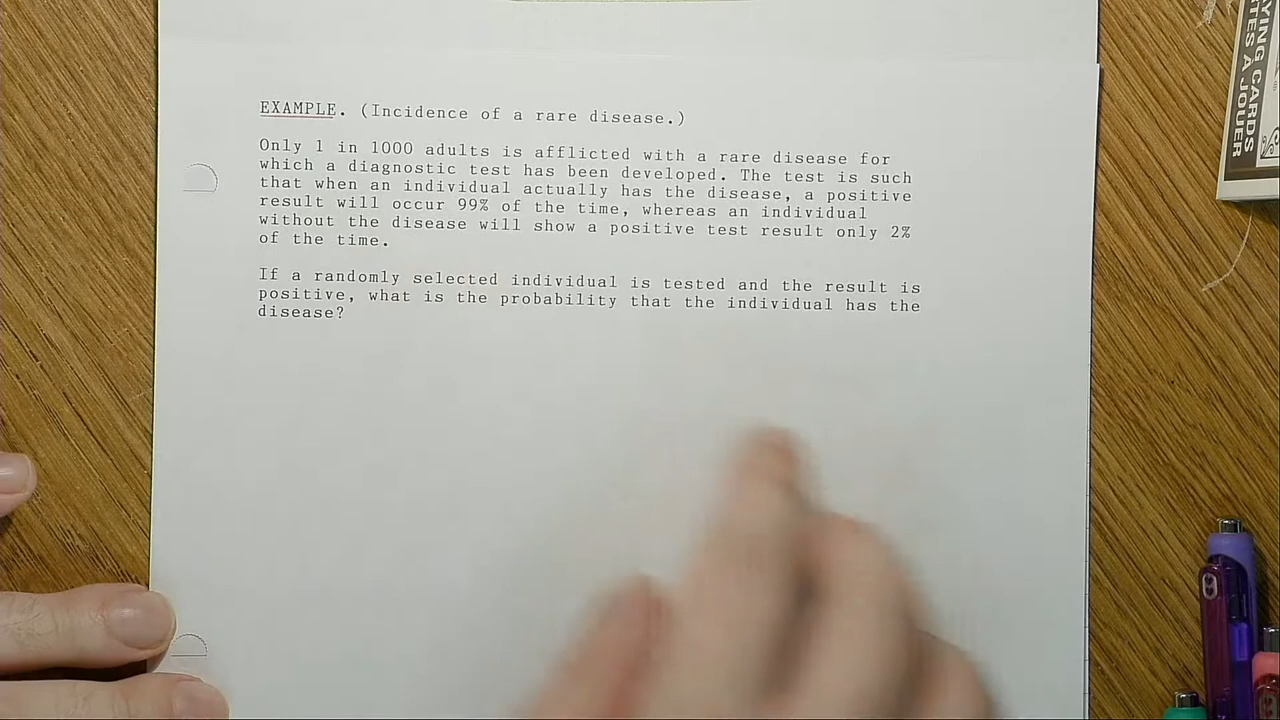 EXAMPLE. (Incidence of a rare disease.)
Only 1 in 1000 adults is afflicted with a rare disease for
which a diagnostic test has been developed. The test is such
that when an individual actually has the disease, a positive
result will occur 99% of the time, whereas an individual
without the disease will show a positive test result only 2%
of the time.
If a randomly selected individual is tested and the result is
positive, what is the probability that the individual has the
disease?
YING CARDS
TES À JOUER